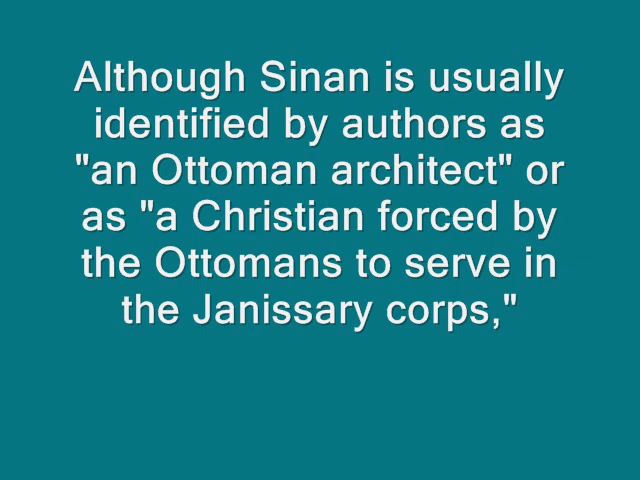 Although Sinan is usually
identified by authors as
"an Ottoman architect" or
as "a Christian forced by
the Ottomans to serve in
the Janissary corps,"